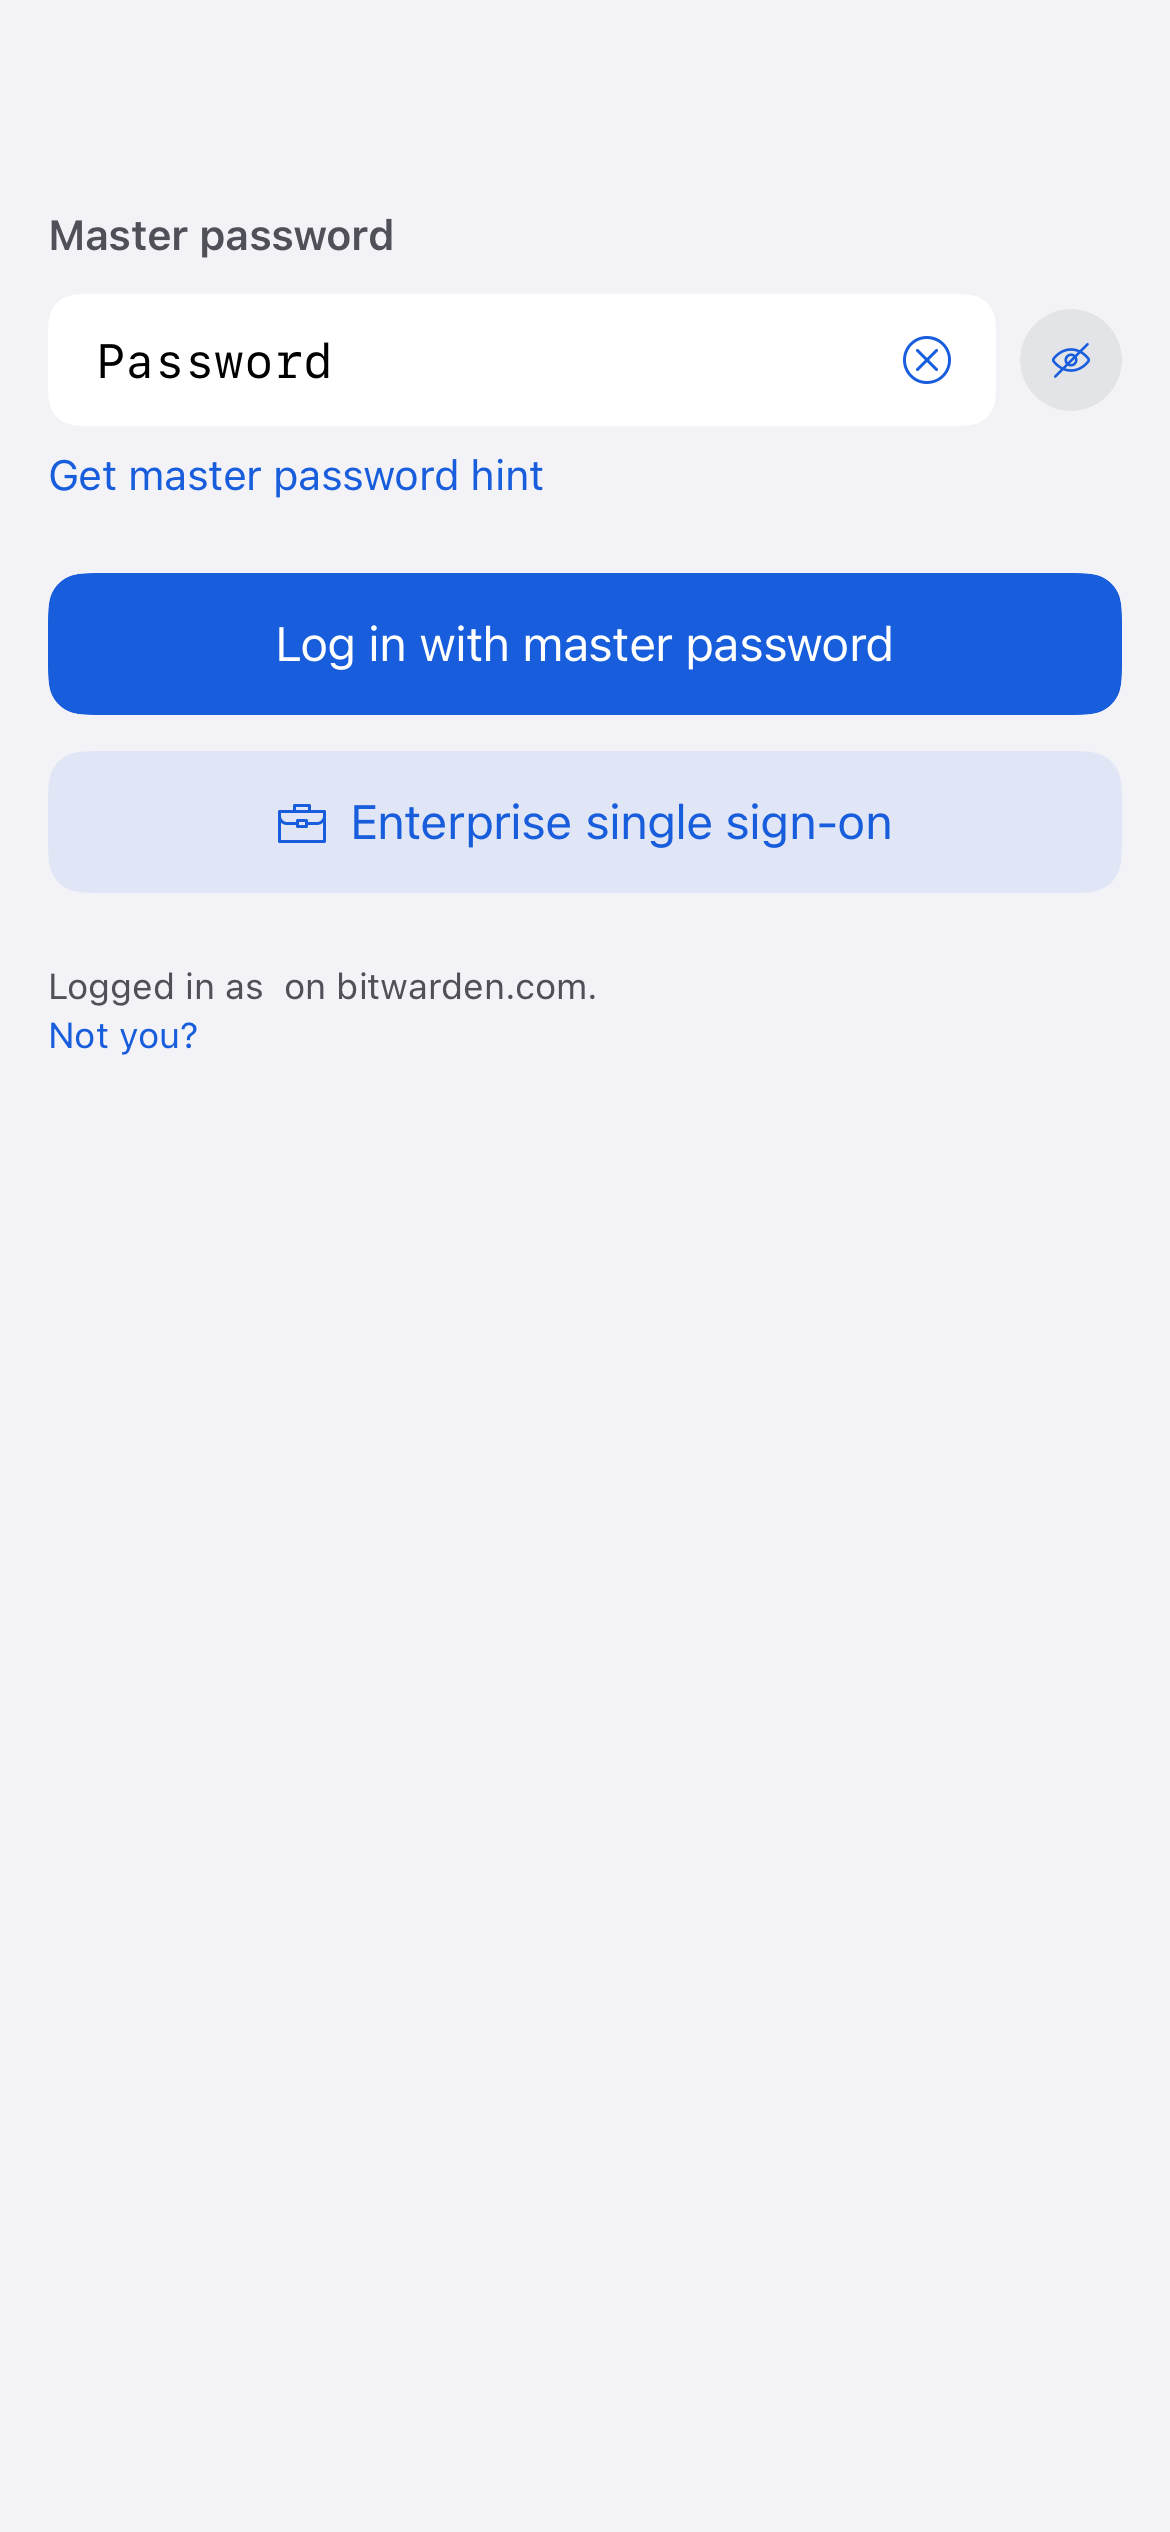 Master password
Password
Get master password hint
Log in with master password
Enterprise single sign-on
Logged in as  on bitwarden.com.
Not you?